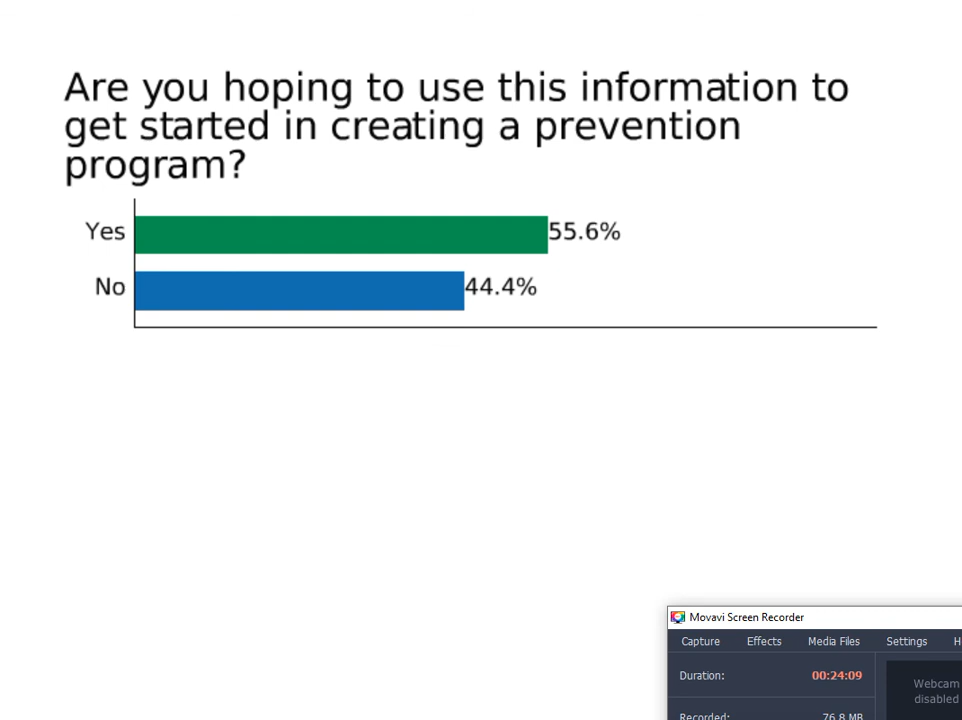 Are you hoping to use this information to
get started in creating a prevention
program?
Yes 55.6%
No 44.4%
Movavi Screen Recorder
Capture Effects Media Files Settings
Duration: 00:24:09
Webcam
disabled
Recorded: 76.8 MB